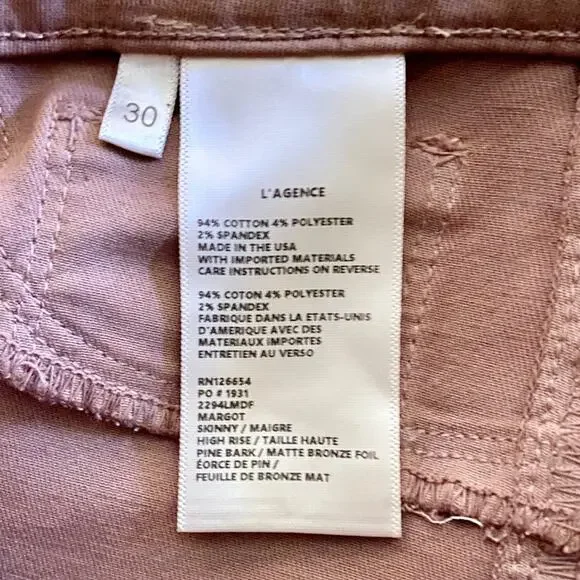 30
L'AGENCE
94% COTTON 4% POLYESTER
2% SPANDEX
MADE IN THE USA
WITH IMPORTED MATERIALS
CARE INSTRUCTIONS ON REVERSE
94% COTON 4% POLYESTER
2% SPANDEX
FABRIQUE DANS LA ETATS-UNIS
D'AMERIQUE AVEC DES
MATERIAUX IMPORTES
ENTRETIEN AU VERSO
RN126654
PO # 1931
2294LMDF
MARGOT
SKINNY / MAIGRE
HIGH RISE / TAILLE HAUTE
PINE BARK / MATTE BRONZE FOIL
ÉORCE DE PIN /
FEUILLE DE BRONZE MAT